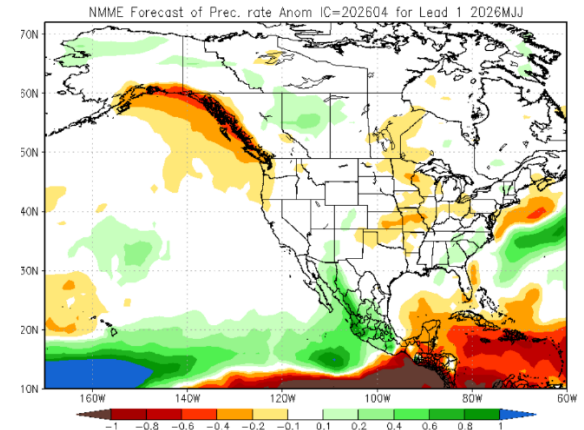 NMME Forecast of Prec. rate Anom IC=202604 for Lead 1 2026MJJ
70N
60N
50N
40N
30N
20N
10N
160W 140W 120W 100W 80W 60W
-1 -0.8 -0.6 -0.4 -0.2 -0.1 0.1 0.2 0.4 0.6 0.8 1